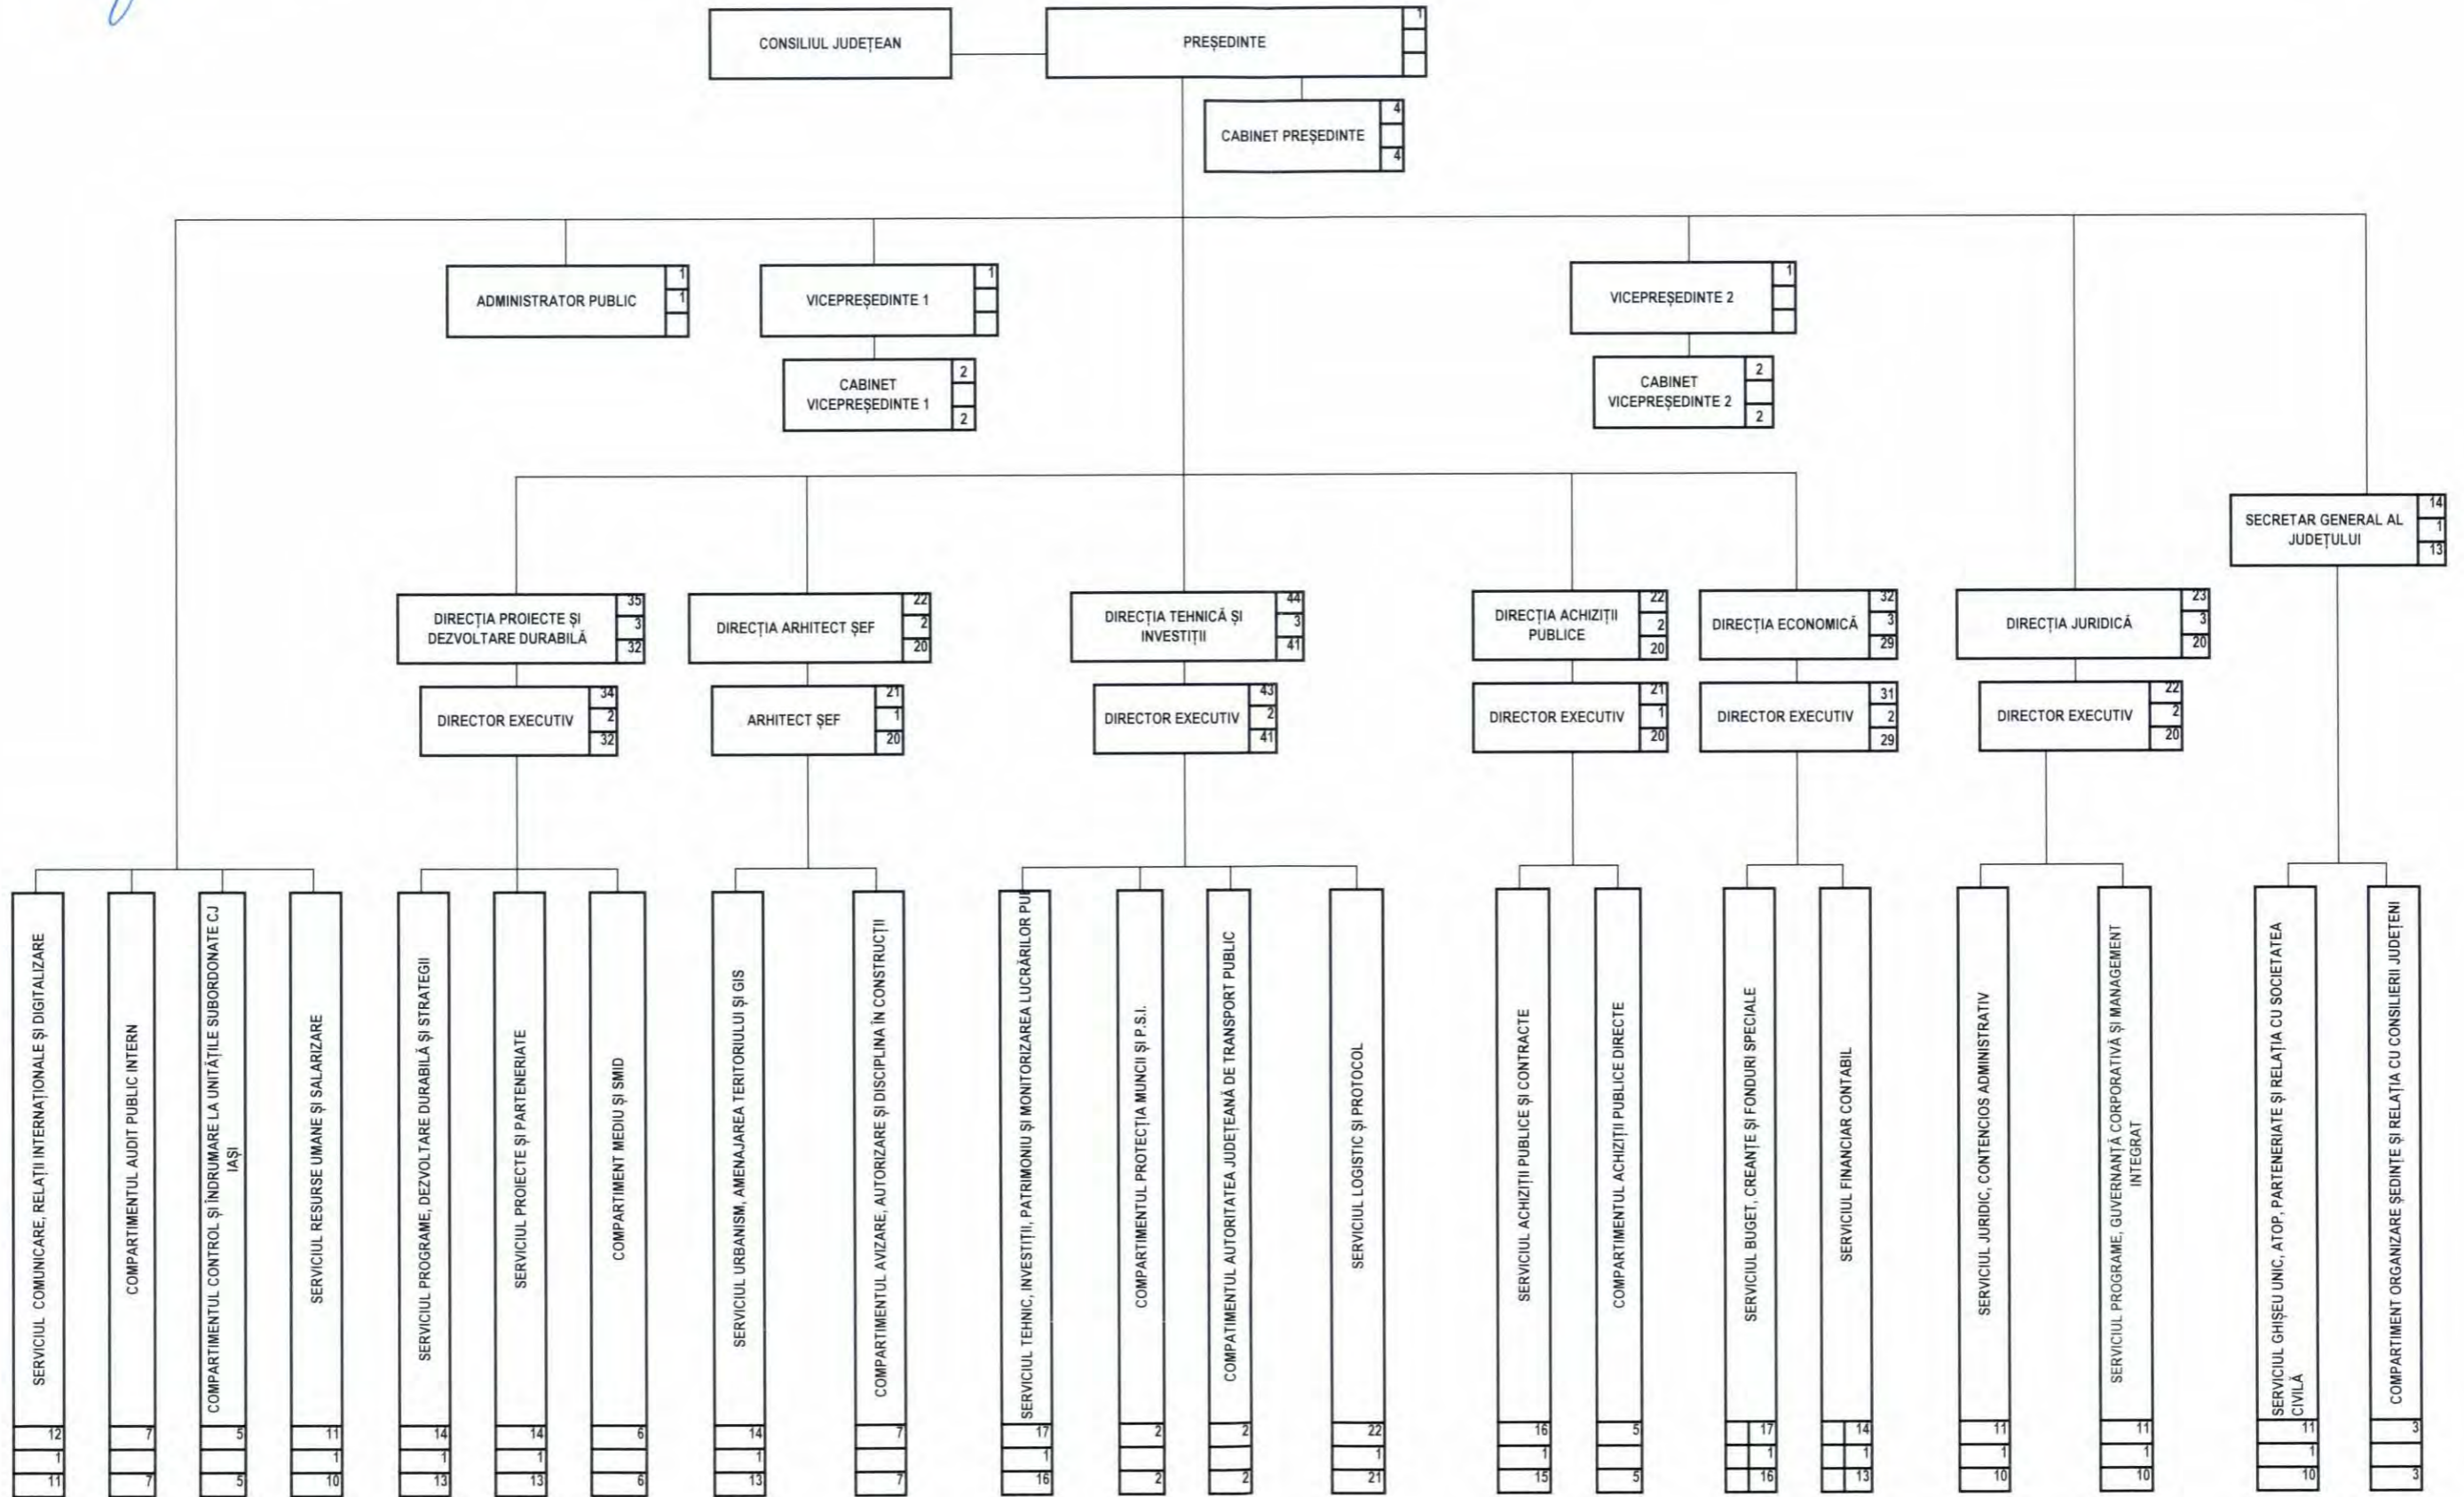 CONSILIUL JUDEȚEAN
PREȘEDINTE
1
CABINET PREȘEDINTE
4
4
ADMINISTRATOR PUBLIC
1
1
VICEPREȘEDINTE 1
1
VICEPREȘEDINTE 2
1
CABINET
VICEPREȘEDINTE 1
2
2
CABINET
VICEPREȘEDINTE 2
2
2
SECRETAR GENERAL AL
JUDEȚULUI
14
1
13
DIRECȚIA PROIECTE ȘI
DEZVOLTARE DURABILĂ
35
3
32
DIRECȚIA ARHITECT ȘEF
22
2
20
DIRECȚIA TEHNICĂ ȘI
INVESTIȚII
44
3
41
DIRECȚIA ACHIZIȚII
PUBLICE
22
2
20
DIRECȚIA ECONOMICĂ
32
3
29
DIRECȚIA JURIDICĂ
23
3
20
DIRECTOR EXECUTIV
34
2
32
ARHITECT ȘEF
21
1
20
DIRECTOR EXECUTIV
43
2
41
DIRECTOR EXECUTIV
21
1
20
DIRECTOR EXECUTIV
31
2
29
DIRECTOR EXECUTIV
22
2
20
SERVICIUL COMUNICARE, RELAȚII INTERNAȚIONALE ȘI DIGITALIZARE
12
1
11
COMPARTIMENTUL AUDIT PUBLIC INTERN
7
7
COMPARTIMENTUL CONTROL ȘI ÎNDRUMARE LA UNITĂȚILE SUBORDONATE CJ
IAȘI
5
5
SERVICIUL RESURSE UMANE ȘI SALARIZARE
11
1
10
SERVICIUL PROGRAME, DEZVOLTARE DURABILĂ ȘI STRATEGII
14
1
13
SERVICIUL PROIECTE ȘI PARTENERIATE
14
1
13
COMPARTIMENT MEDIU ȘI SMID
6
6
SERVICIUL URBANISM, AMENAJAREA TERITORIULUI ȘI GIS
14
1
13
COMPARTIMENTUL AVIZARE, AUTORIZARE ȘI DISCIPLINA ÎN CONSTRUCȚII
7
7
SERVICIUL TEHNIC, INVESTIȚII, PATRIMONIU ȘI MONITORIZAREA LUCRĂRILOR
17
1
16
COMPARTIMENTUL PROTECȚIA MUNCII ȘI P.S.I.
2
2
COMPATIMENTUL AUTORITATEA JUDEȚEANĂ DE TRANSPORT PUBLIC
2
2
SERVICIUL LOGISTIC ȘI PROTOCOL
22
1
21
SERVICIUL ACHIZIȚII PUBLICE ȘI CONTRACTE
16
1
15
COMPARTIMENTUL ACHIZIȚII PUBLICE DIRECTE
5
5
SERVICIUL BUGET, CREANȚE ȘI FONDURI SPECIALE
17
1
16
SERVICIUL FINANCIAR CONTABIL
14
1
13
SERVICIUL JURIDIC, CONTENCIOS ADMINISTRATIV
11
1
10
SERVICIUL PROGRAME, GUVERNANȚĂ CORPORATIVĂ ȘI MANAGEMENT
INTEGRAT
11
1
10
SERVICIUL GHIȘEU UNIC, ATOP, PARTENERIATE ȘI RELAȚIA CU SOCIETATEA
CIVILĂ
11
1
10
COMPARTIMENT ORGANIZARE ȘEDINȚE ȘI RELAȚIA CU CONSILIERII JUDEȚENI
3
3